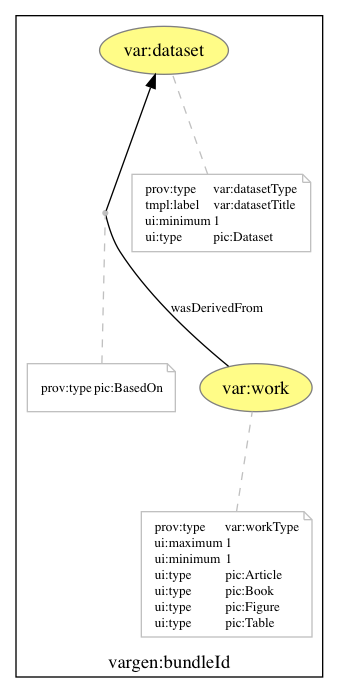 var:dataset
prov:type var:datasetType
tmpl:label var:datasetTitle
ui:minimum 1
ui:type pic:Dataset
wasDerivedFrom
prov:type pic:BasedOn
var:work
prov:type var:workType
ui:maximum 1
ui:minimum 1
ui:type pic:Article
ui:type pic:Book
ui:type pic:Figure
ui:type pic:Table
vargen:bundleId